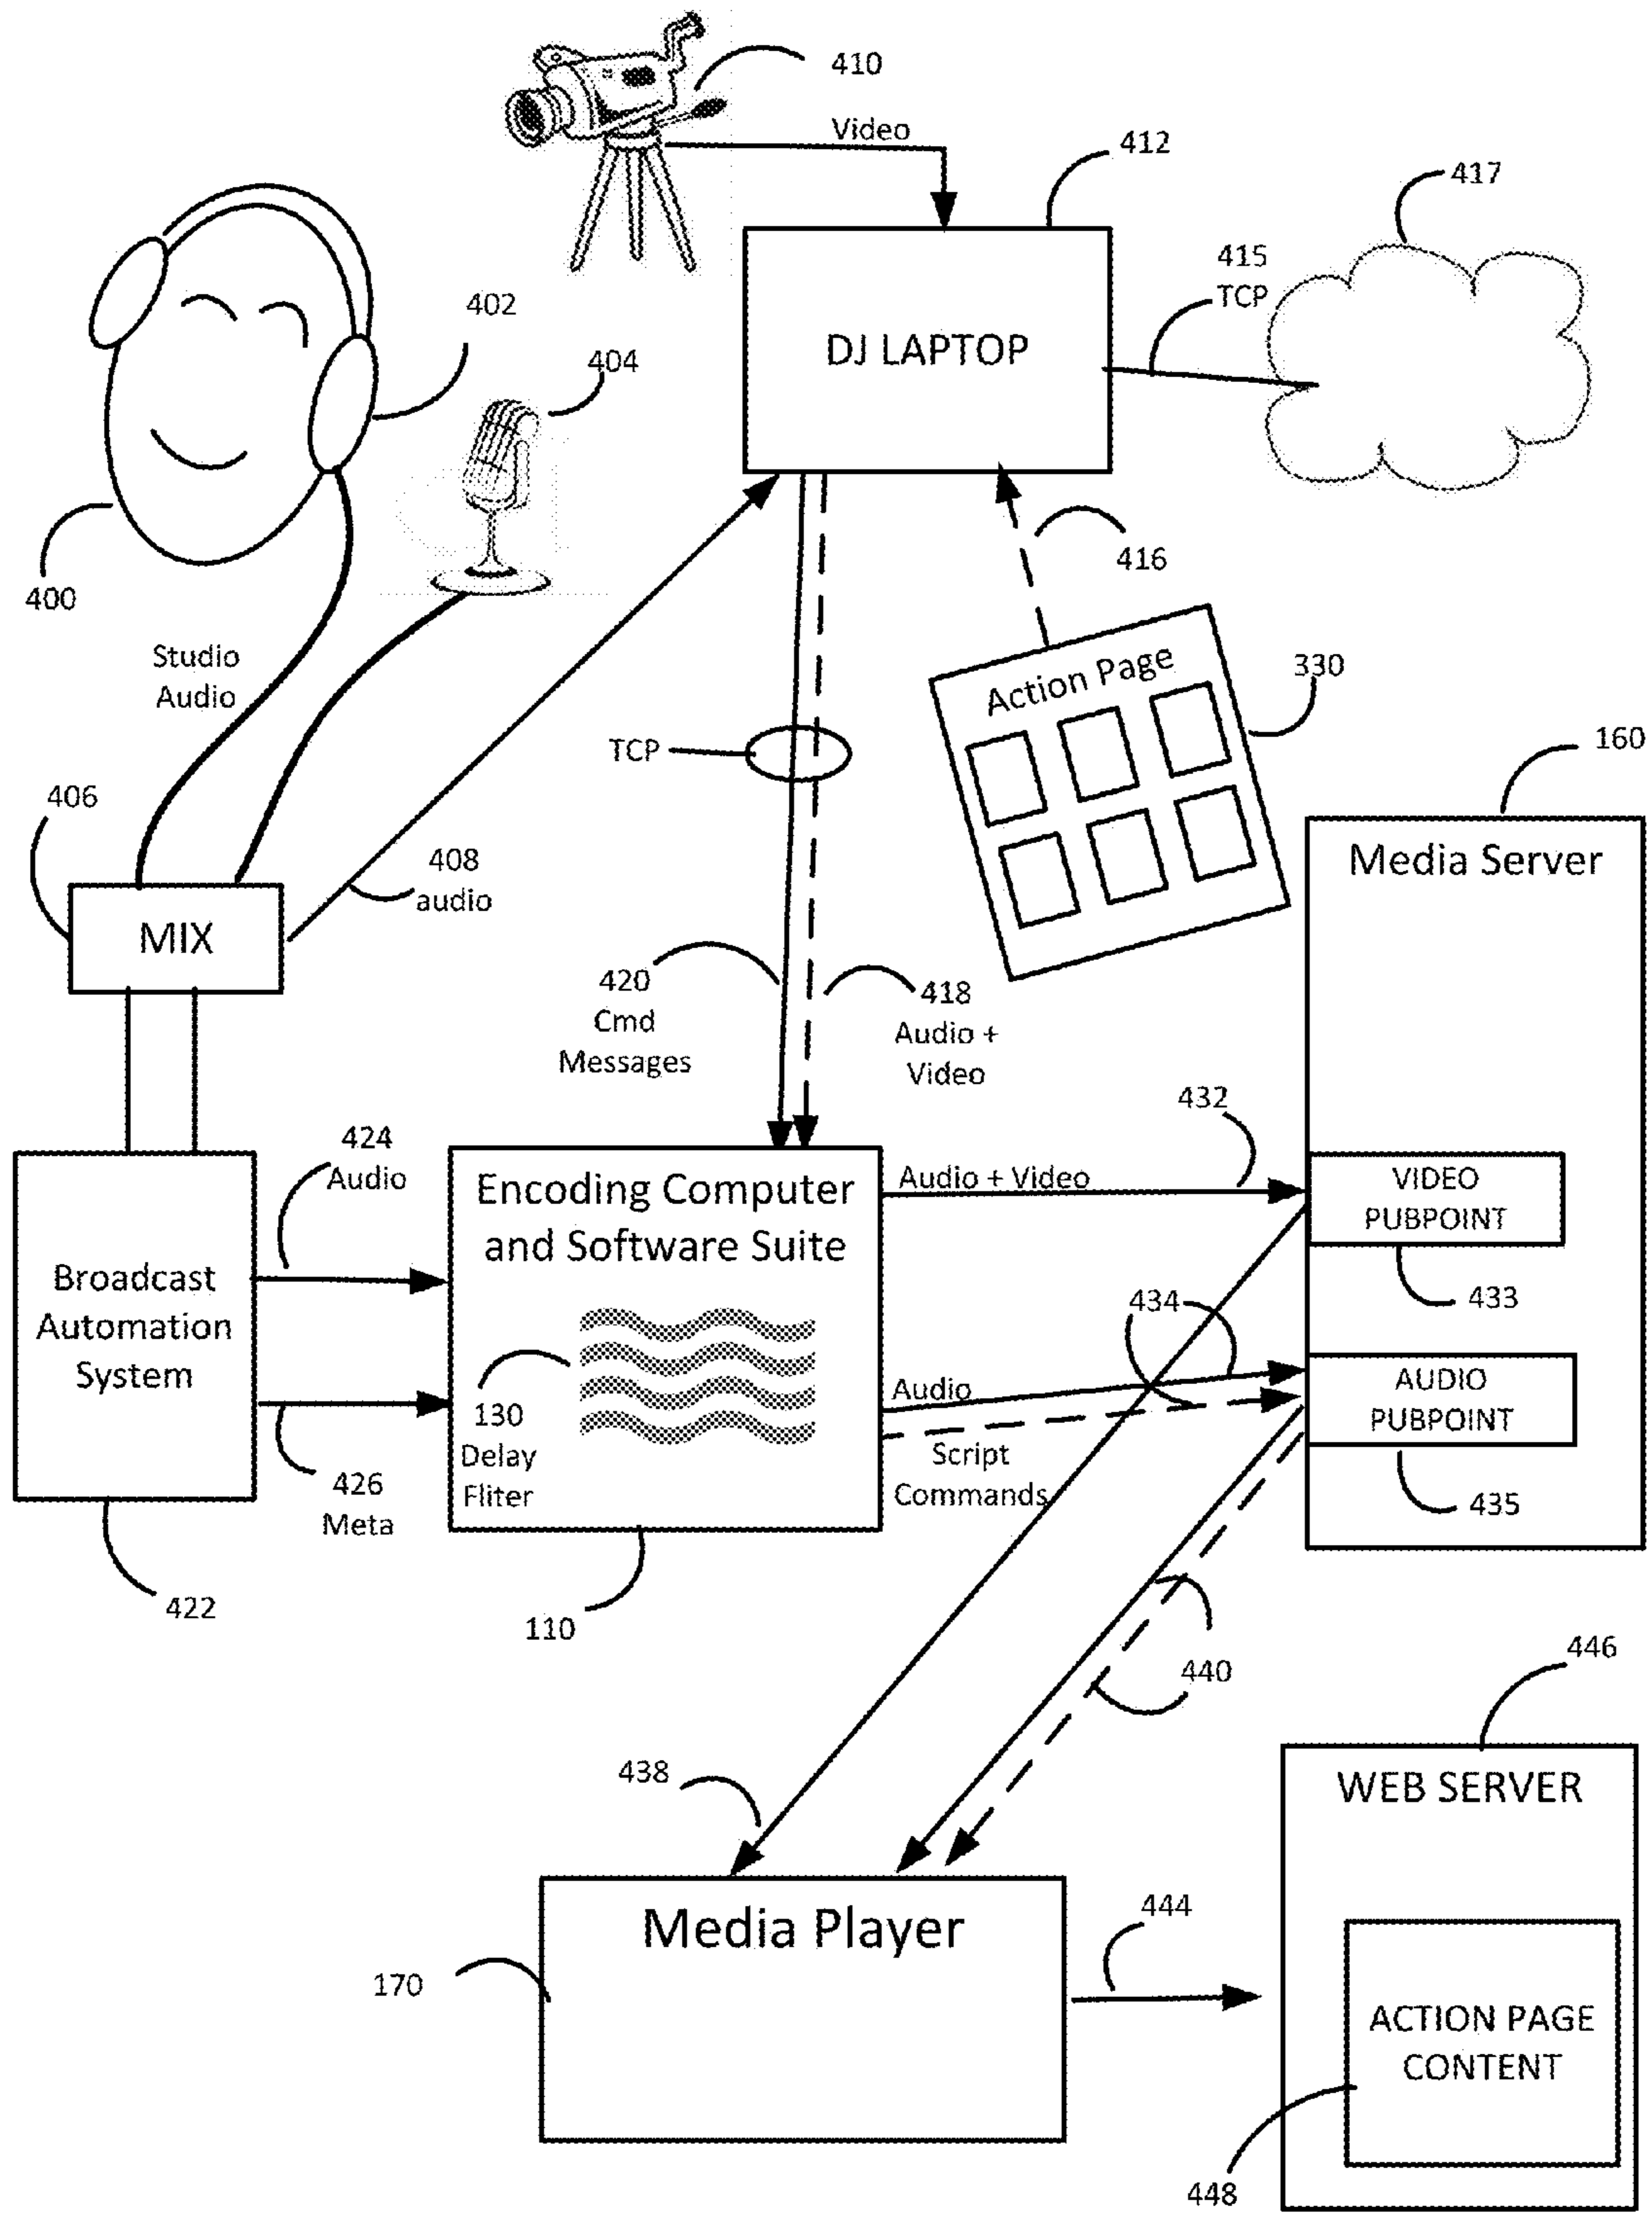 410
Video
412
417
415
TCP
402
404
DJ LAPTOP
416
400
Studio
Audio
Action Page
330
TCP
160
406
Media Server
408
audio
MIX
420
Cmd
Messages
418
Audio +
Video
432
424
Audio
Encoding Computer
and Software Suite
Audio + Video
VIDEO
PUBPOINT
433
434
Broadcast
Automation
System
130
Delay
Fliter
Audio
AUDIO
PUBPOINT
Script
Commands
435
426
Meta
422
110
440
446
438
WEB SERVER
Media Player
444
170
ACTION PAGE
CONTENT
448